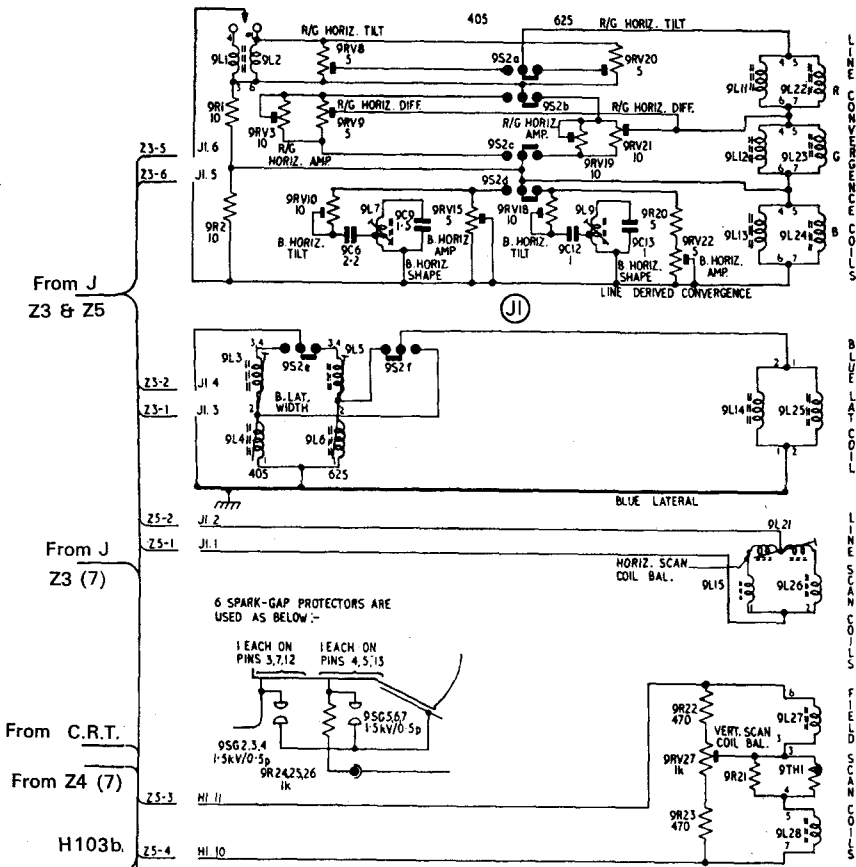 405 625
R/G HORIZ. TILT
R/G HORIZ. TILT
9L1 9L2
9RV8
5
9S2a
9RV20
5
9L11 9L22
R
9R1
10
R/G HORIZ. DIFF.
9RV3
10
9RV9
5
9S2b
R/G HORIZ. DIFF.
R/G HORIZ.
AMP.
R/G
HORIZ. AMP.
9S2c
9RV19
10
9RV21
10
9L12 9L23
G
Z3-5 J1.6
Z3-6 J1.5
9S2d
9R2
10
9RV10
10
9L7
9C9
1·5
9RV15
5
9RV18
10
9L9
9R20
5
9L13 9L24
B
B. HORIZ.
TILT
9C6
2·2
B. HORIZ
SHAPE
B. HORIZ
AMP
B. HORIZ.
TILT
9C12
1
9C13
1
B. HORIZ.
SHAPE
9RV22
5
B. HORIZ.
AMP.
LINE DERIVED CONVERGENCE
LINE CONVERGENCE COILS
From J
Z3 & Z5
J1
9L3
3,4
9S2e
3,4
9L5
9S2f
Z3-2 J1.4
Z3-1 J1.3
B. LAT.
WIDTH
9L4
9L6
405 625
9L14 9L25
BLUE LAT COIL
BLUE LATERAL
Z5-2 J1.2
Z5-1 J1.1
9L21
HORIZ. SCAN
COIL BAL.
9L15 9L26
LINE SCAN COILS
From J
Z3 (7)
6 SPARK-GAP PROTECTORS ARE
USED AS BELOW :-
1 EACH ON
PINS 3,7,12
1 EACH ON
PINS 4,5,13
9SG2,3,4
1·5kV/0·5p
9SG5,6,7
1·5kV/0·5p
9R24,25,26
1k
From C.R.T.
From Z4 (7)
9R22
470
9L27
VERT. SCAN
COIL BAL.
9RV27
1k
9R21
9TH1
9R23
470
9L28
FIELD SCAN COILS
Z5-3 H1.11
H103b.
Z5-4 H1.10